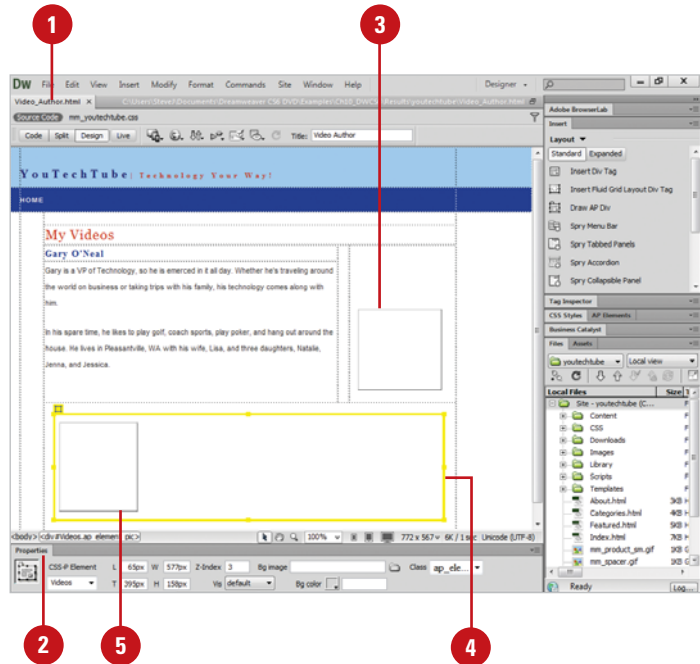 1
3
DW File Edit View Insert Modify Format Commands Site Window Help Designer
Video_Author.html × C:\Users\Steve\Documents\Dreamweaver CS6 DVD\Examples\Ch10_DWCS6\Results\youtechtube\Video_Author.html
Source Code mm_youtechtube.css
Code Split Design Live Title: Video Author
YouTechTube| Technology Your Way!
HOME
My Videos
Gary O'Neal
Gary is a VP of Technology, so he is emerced in it all day. Whether he's traveling around
the world on business or taking trips with his family, his technology comes along with
him.
In his spare time, he likes to play golf, coach sports, play poker, and hang out around the
house. He lives in Pleasantville, WA with his wife, Lisa, and three daughters, Natalie,
Jenna, and Jessica.
<body> <div#Videos.ap_element_pic> 100% 772 x 567 6K / 1 sec Unicode (UTF-8)
Properties
CSS-P Element L 65px W 577px Z-Index 3 Bg image Class ap_ele...
Videos T 395px H 158px Vis default Bg color
Adobe BrowserLab
Insert
Layout
Standard Expanded
Insert Div Tag
Insert Fluid Grid Layout Div Tag
Draw AP Div
Spry Menu Bar
Spry Tabbed Panels
Spry Accordion
Spry Collapsible Panel
Tag Inspector
CSS Styles AP Elements
Business Catalyst
Files Assets
youtechtube Local view
Local Files Size
Site - youtechtube (C...
Content
CSS
Downloads
Images
Library
Scripts
Templates
About.html 3KB
Categories.html 4KB
Featured.html 5KB
Index.html 7KB
mm_product_sm.gif 1KB
mm_spacer.gif 1KB
Ready Log...
2
5
4